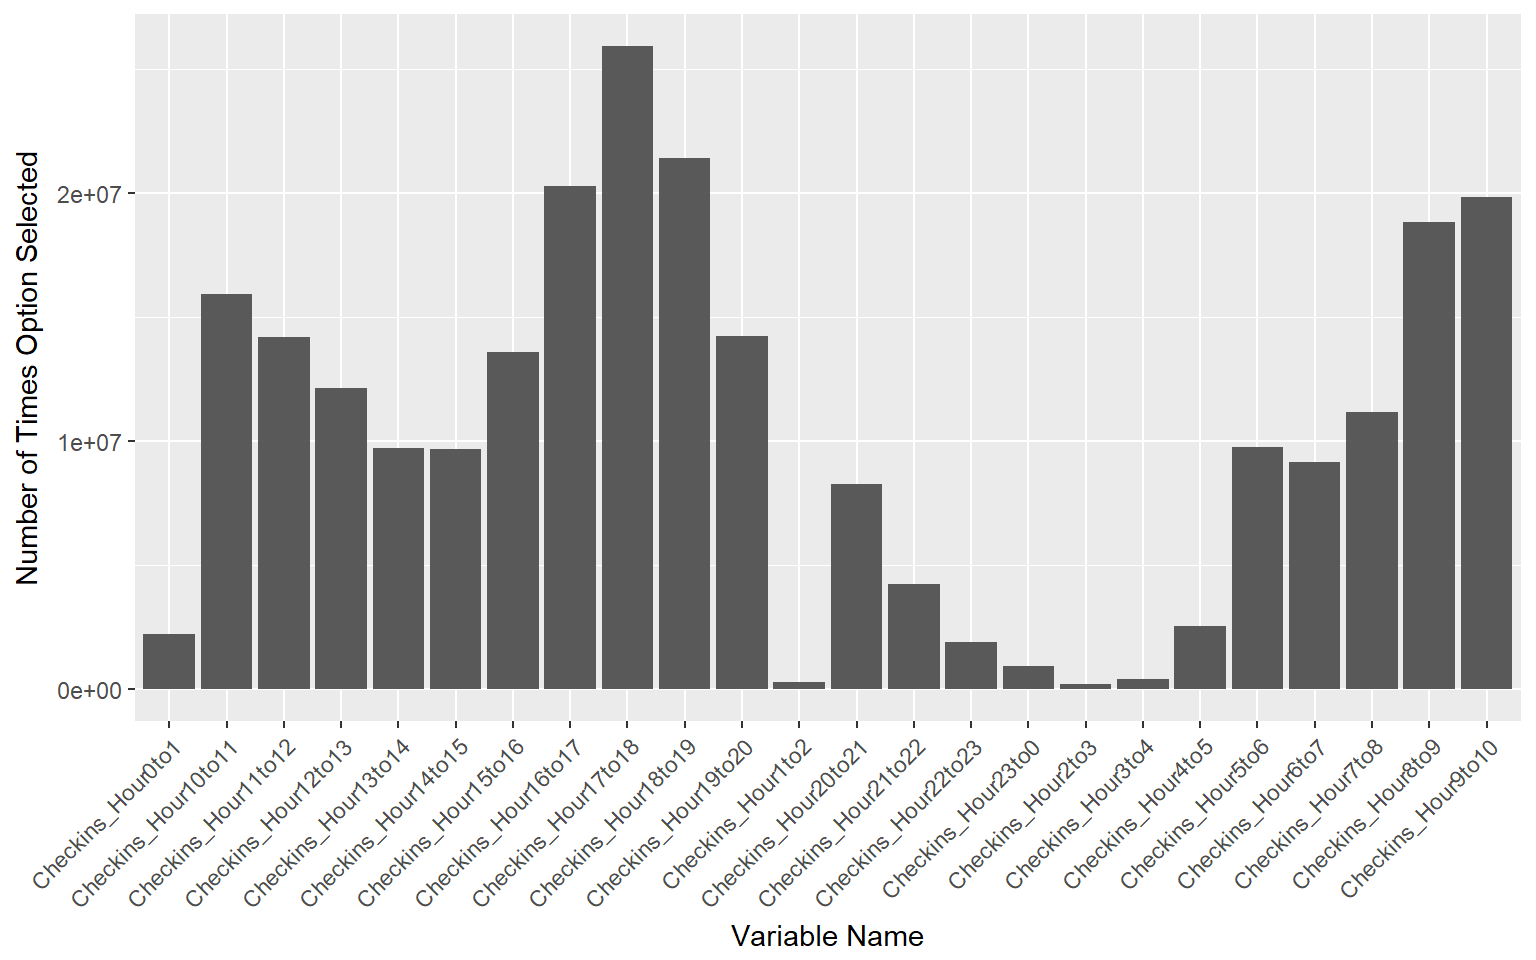 Number of Times Option Selected
2e+07
1e+07
0e+00
Checkins_Hour0to1
Checkins_Hour10to11
Checkins_Hour11to12
Checkins_Hour12to13
Checkins_Hour13to14
Checkins_Hour14to15
Checkins_Hour15to16
Checkins_Hour16to17
Checkins_Hour17to18
Checkins_Hour18to19
Checkins_Hour19to20
Checkins_Hour1to2
Checkins_Hour20to21
Checkins_Hour21to22
Checkins_Hour22to23
Checkins_Hour23to0
Checkins_Hour2to3
Checkins_Hour3to4
Checkins_Hour4to5
Checkins_Hour5to6
Checkins_Hour6to7
Checkins_Hour7to8
Checkins_Hour8to9
Checkins_Hour9to10
Variable Name